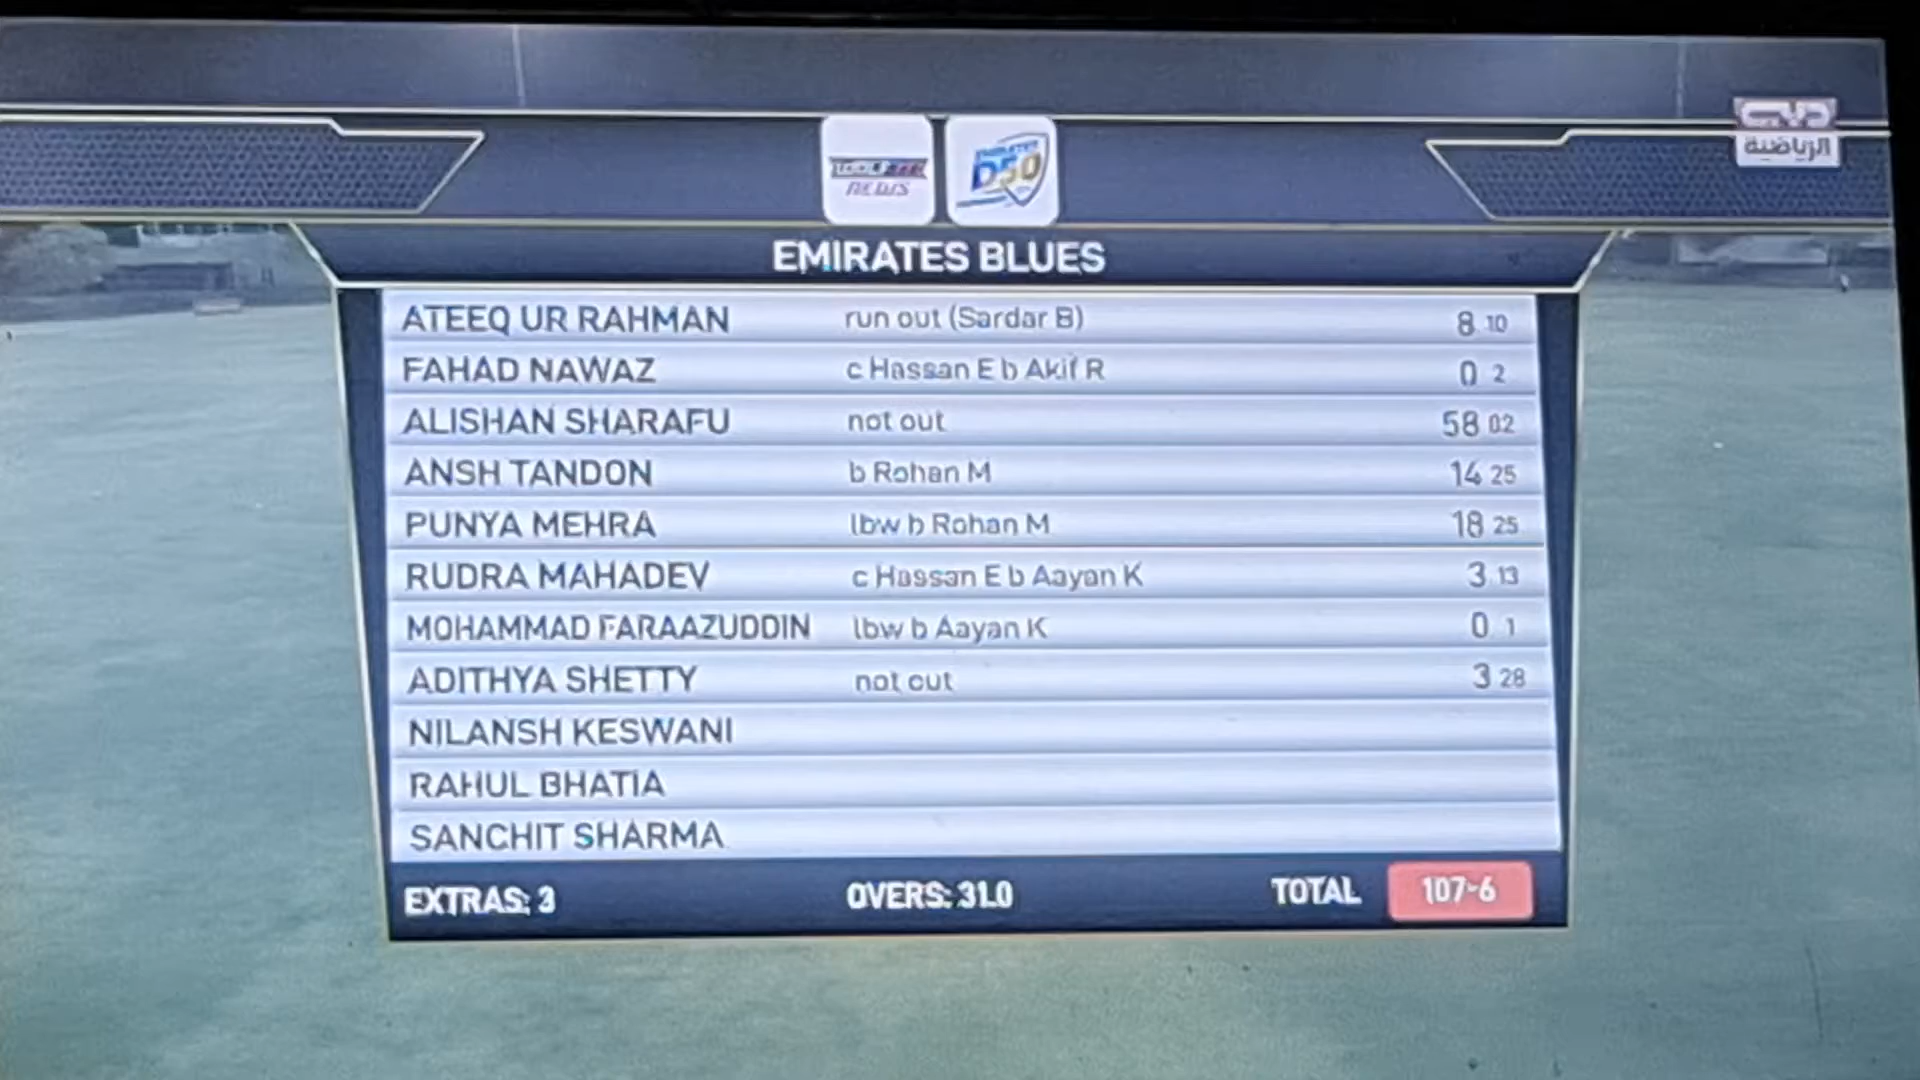 الرياضية
D50
EMIRATES BLUES
ATEEQ UR RAHMAN run out (Sardar B) 8 10
FAHAD NAWAZ c Hassan E b Akif R 0 2
ALISHAN SHARAFU not out 58 82
ANSH TANDON b Rohan M 14 25
PUNYA MEHRA lbw b Rohan M 18 25
RUDRA MAHADEV c Hassan E b Aayan K 3 13
MOHAMMAD FARAAZUDDIN lbw b Aayan K 0 1
ADITHYA SHETTY not out 3 28
NILANSH KESWANI
RAHUL BHATIA
SANCHIT SHARMA
EXTRAS: 3 OVERS: 31.0 TOTAL 107-6